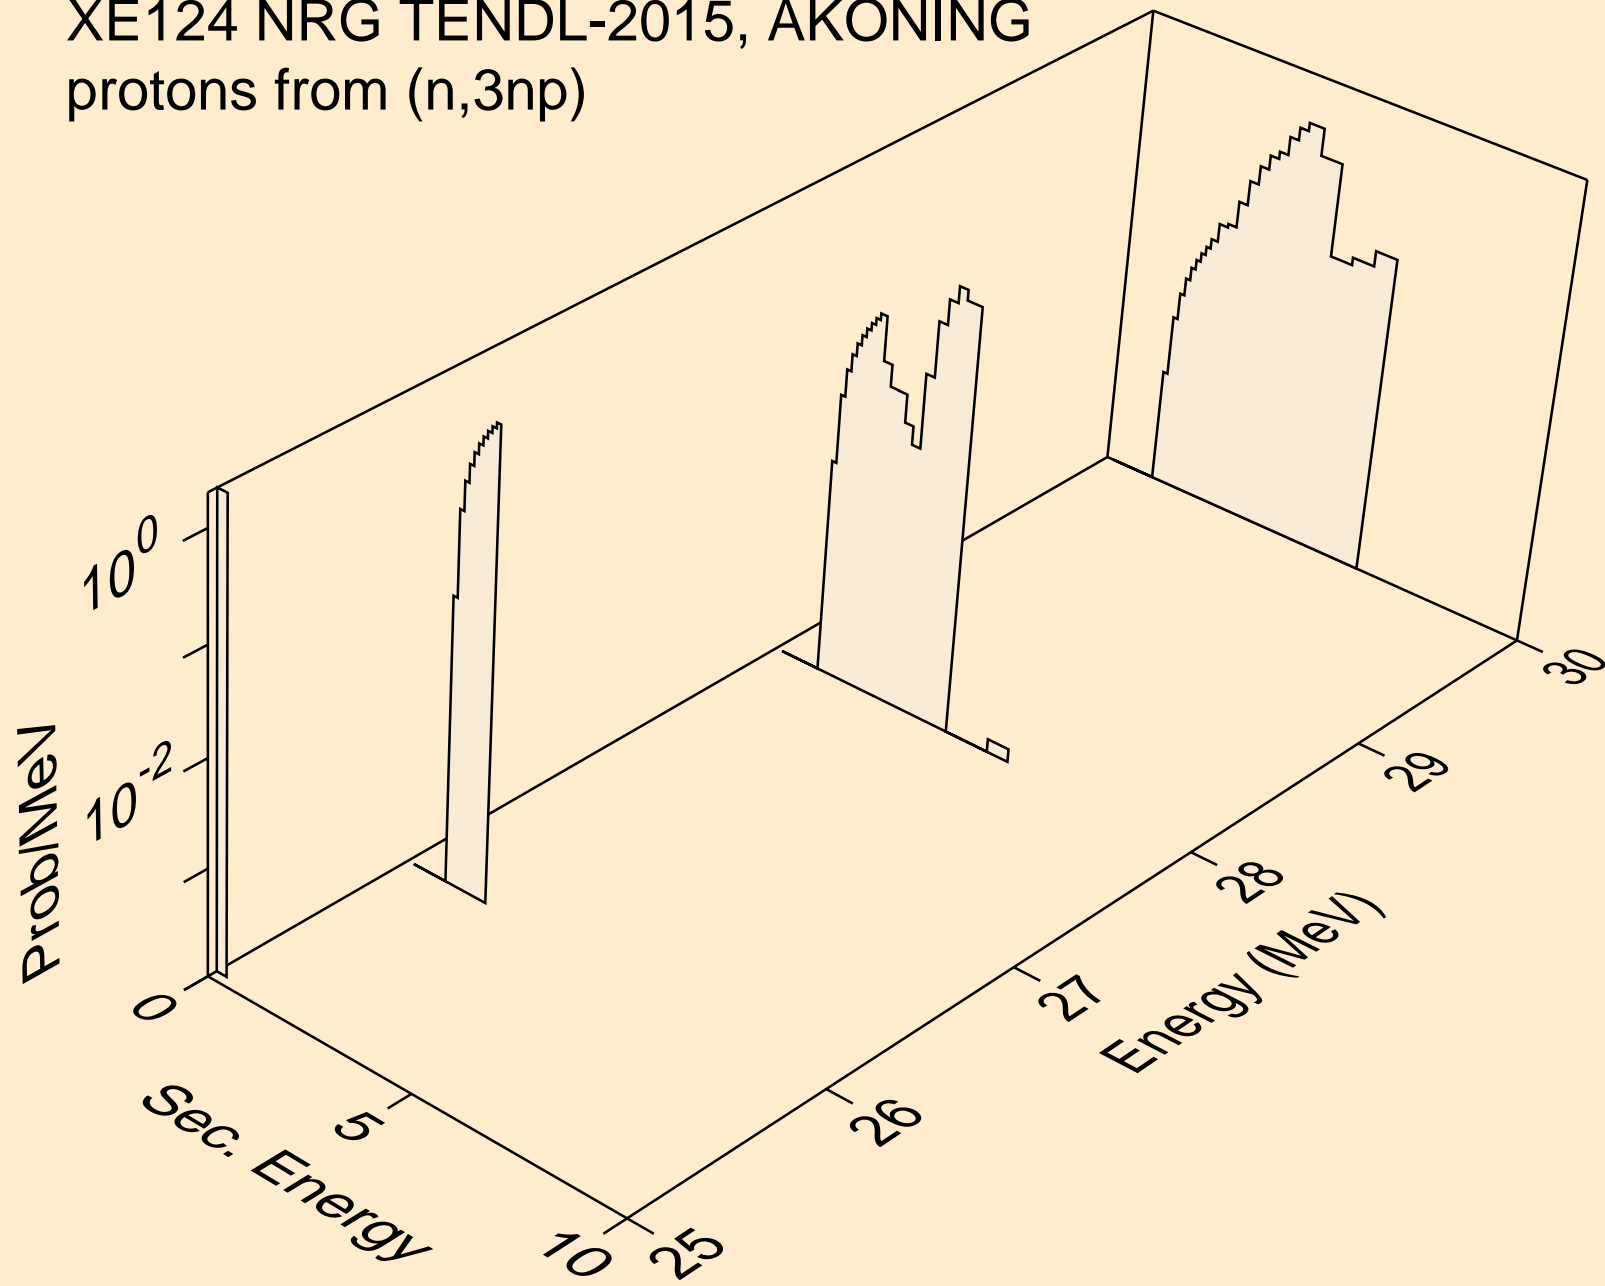 XE124 NRG TENDL-2015, AKONING
protons from (n,3np)
10^0
10^-2
Prob/MeV
0
5
10
Sec. Energy
25
26
27
28
29
30
Energy (MeV)